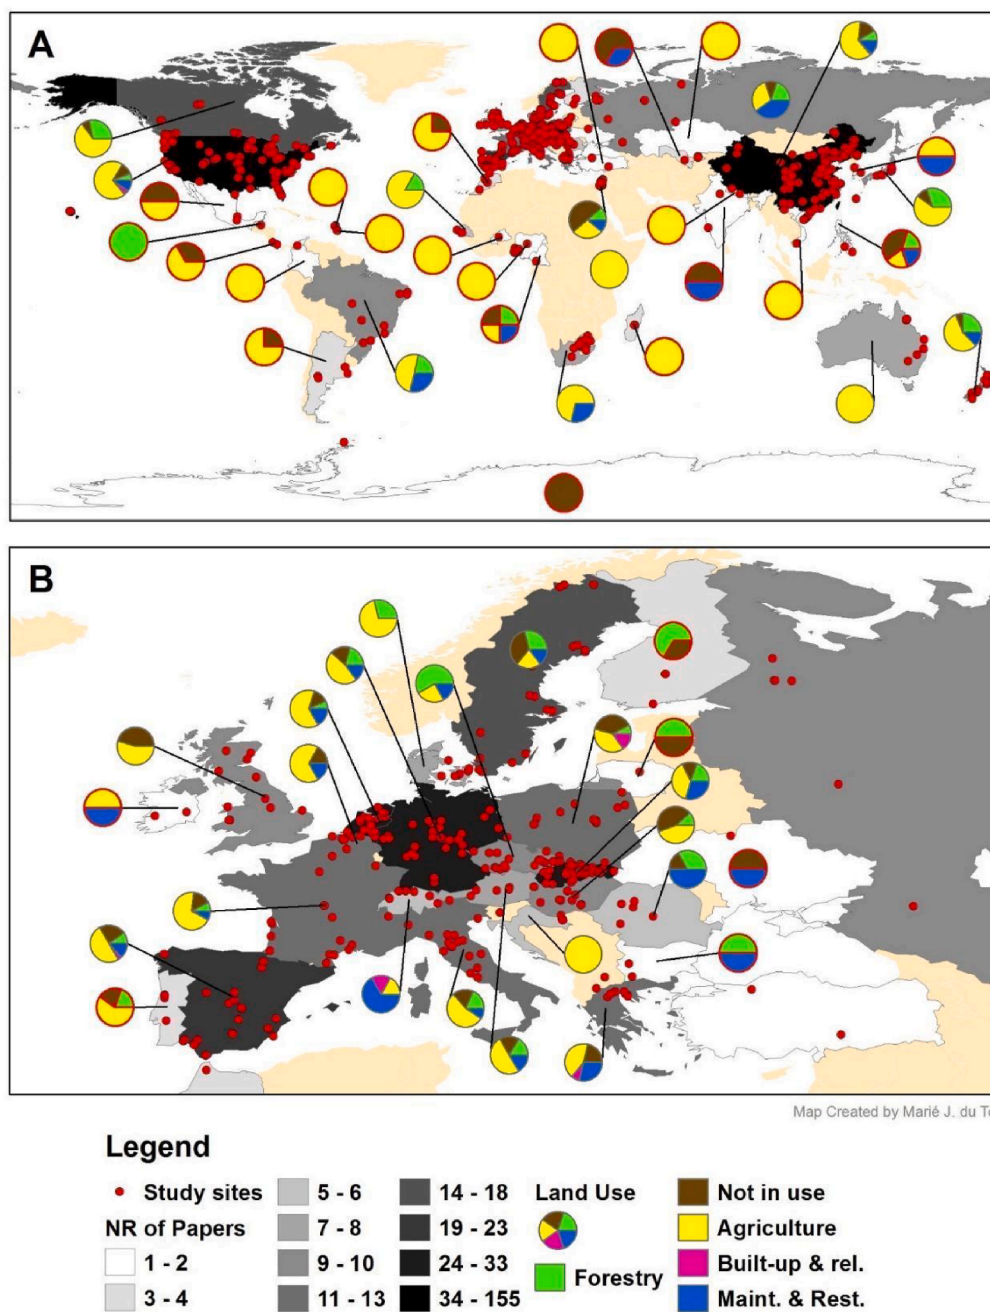 A
B
Map Created by Marié J. du
Legend
Study sites
NR of Papers
1 - 2
3 - 4
5 - 6
7 - 8
9 - 10
11 - 13
14 - 18
19 - 23
24 - 33
34 - 155
Land Use
Forestry
Not in use
Agriculture
Built-up & rel.
Maint. & Rest.